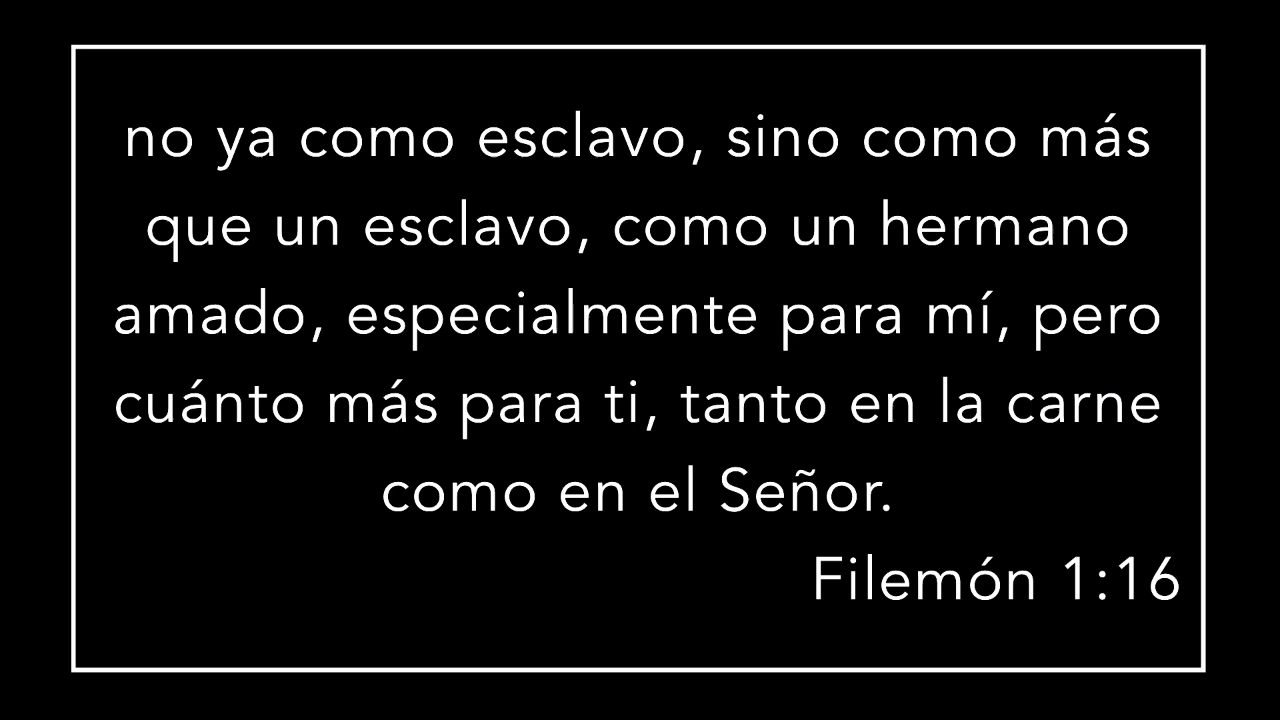 no ya como esclavo, sino como más
que un esclavo, como un hermano
amado, especialmente para mí, pero
cuánto más para ti, tanto en la carne
como en el Señor.
Filemón 1:16